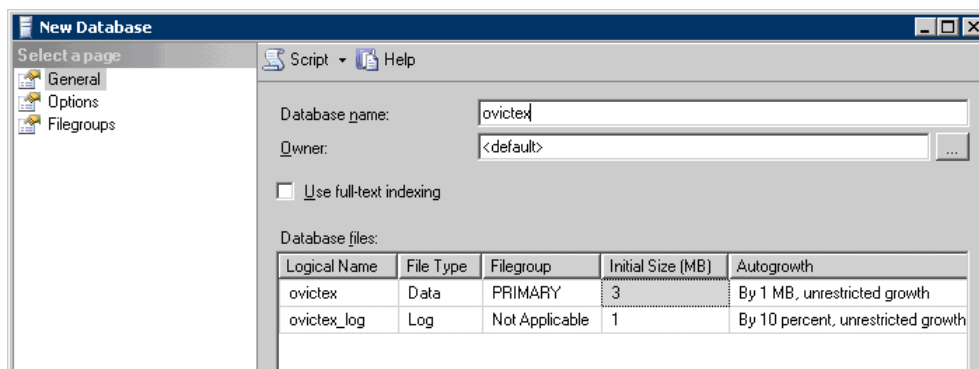 New Database
Select a page
General
Options
Filegroups
Script Help
Database name: ovictex
Owner: <default> ...
Use full-text indexing
Database files:
Logical Name File Type Filegroup Initial Size (MB) Autogrowth
ovictex Data PRIMARY 3 By 1 MB, unrestricted growth
ovictex_log Log Not Applicable 1 By 10 percent, unrestricted growth